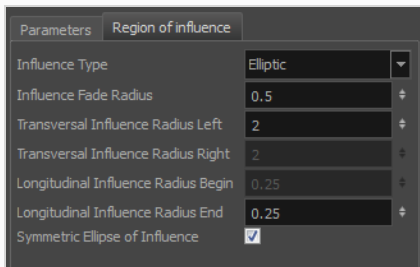 Parameters Region of influence
Influence Type Elliptic
Influence Fade Radius 0.5
Transversal Influence Radius Left 2
Transversal Influence Radius Right 2
Longitudinal Influence Radius Begin 0.25
Longitudinal Influence Radius End 0.25
Symmetric Ellipse of Influence